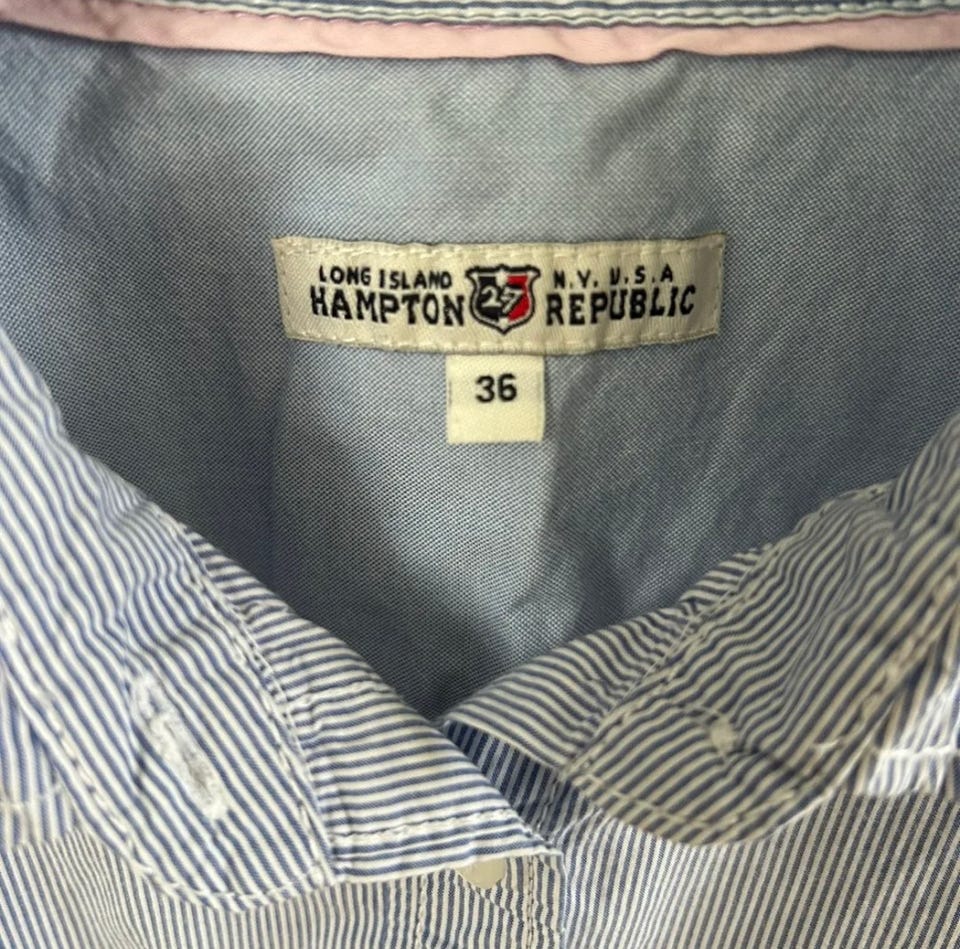 LONG ISLAND N.Y. U.S.A
HAMPTON 27 REPUBLIC
36